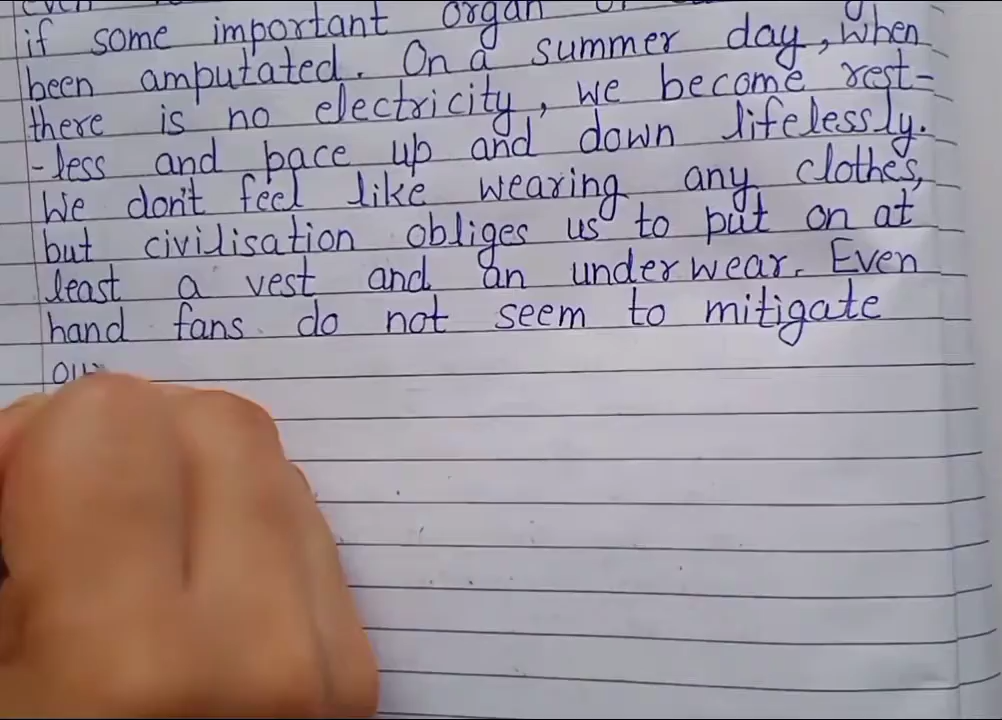 if some important organ
been amputated. On a summer day, when
there is no electricity, we become rest-
-less and pace up and down lifelessly.
We don't feel like wearing any clothes,
but civilisation obliges us to put on at
least a vest and an underwear. Even
hand fans do not seem to mitigate